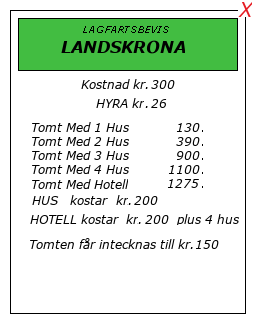 X
LAGFARTSBEVIS
LANDSKRONA
Kostnad kr. 300
HYRA kr. 26
Tomt Med 1 Hus 130.
Tomt Med 2 Hus 390.
Tomt Med 3 Hus 900.
Tomt Med 4 Hus 1100.
Tomt Med Hotell 1275.
HUS kostar kr. 200
HOTELL kostar kr. 200 plus 4 hus
Tomten får intecknas till kr. 150